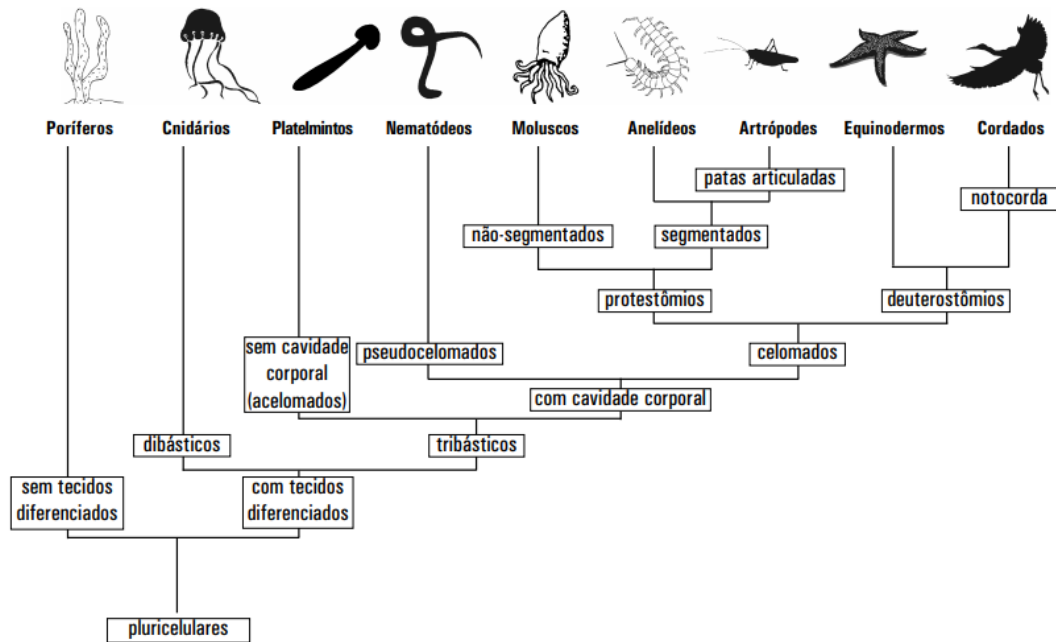 Poríferos
Cnidários
Platelmintos
Nematódeos
Moluscos
Anelídeos
Artrópodes
Equinodermos
Cordados
patas articuladas
notocorda
não-segmentados
segmentados
protestômios
deuterostômios
sem cavidade
corporal
(acelomados)
pseudocelomados
celomados
com cavidade corporal
dibásticos
tribásticos
sem tecidos
diferenciados
com tecidos
diferenciados
pluricelulares